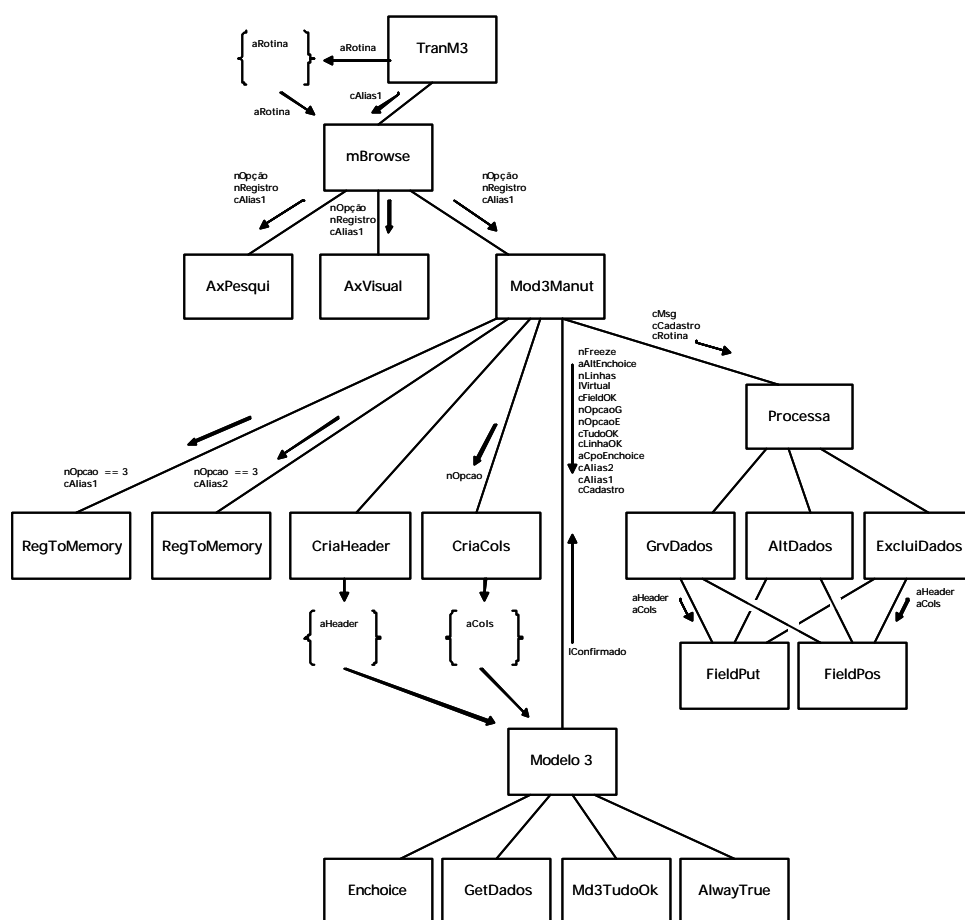 aRotina
aRotina
TranM3
cAlias1
aRotina
mBrowse
nOpção
nRegistro
cAlias1
nOpção
nRegistro
cAlias1
nOpção
nRegistro
cAlias1
AxPesqui
AxVisual
Mod3Manut
cMsg
cCadastro
cRotina
nFreeze
aAltEnchoice
nLinhas
lVirtual
cFieldOK
nOpcaoG
nOpcaoE
cTudoOK
cLinhaOK
aCpoEnchoice
cAlias2
cAlias1
cCadastro
Processa
nOpcao == 3
cAlias1
nOpcao == 3
cAlias2
nOpcao
RegToMemory
RegToMemory
CriaHeader
CriaCols
GrvDados
AltDados
ExcluiDados
aHeader
aCols
aHeader
aCols
aHeader
aCols
lConfirmado
FieldPut
FieldPos
Modelo 3
Enchoice
GetDados
Md3TudoOk
AlwayTrue